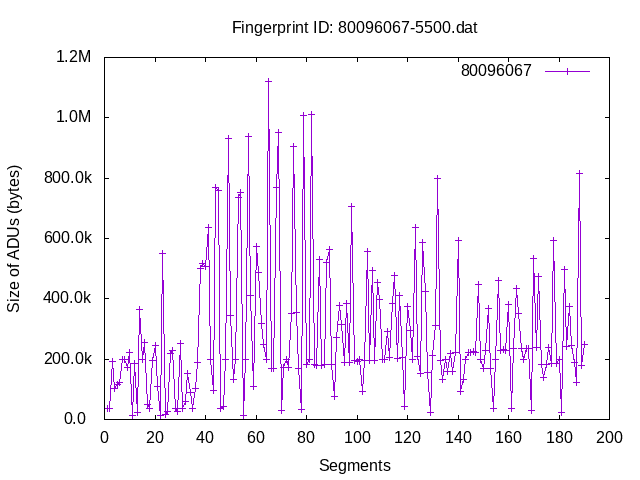 Fingerprint ID: 80096067-5500.dat
1.2M
80096067
1.0M
800.0k
600.0k
400.0k
200.0k
0.0
Size of ADUs (bytes)
0 20 40 60 80 100 120 140 160 180 200
Segments